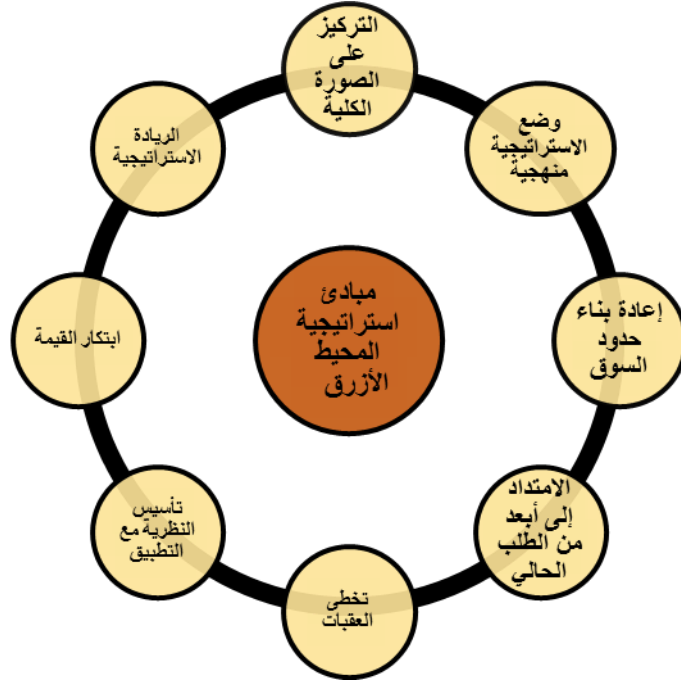 التركيز
على
الصورة
الكلية
وضع
الاستراتيجية
منهجية
إعادة بناء
حدود
السوق
الامتداد
إلى أبعد
من الطلب
الحالي
تخطى
العقبات
تأسيس
النظرية مع
التطبيق
ابتكار القيمة
الريادة
الاستراتيجية
مبادئ
استراتيجية
المحيط
الأزرق